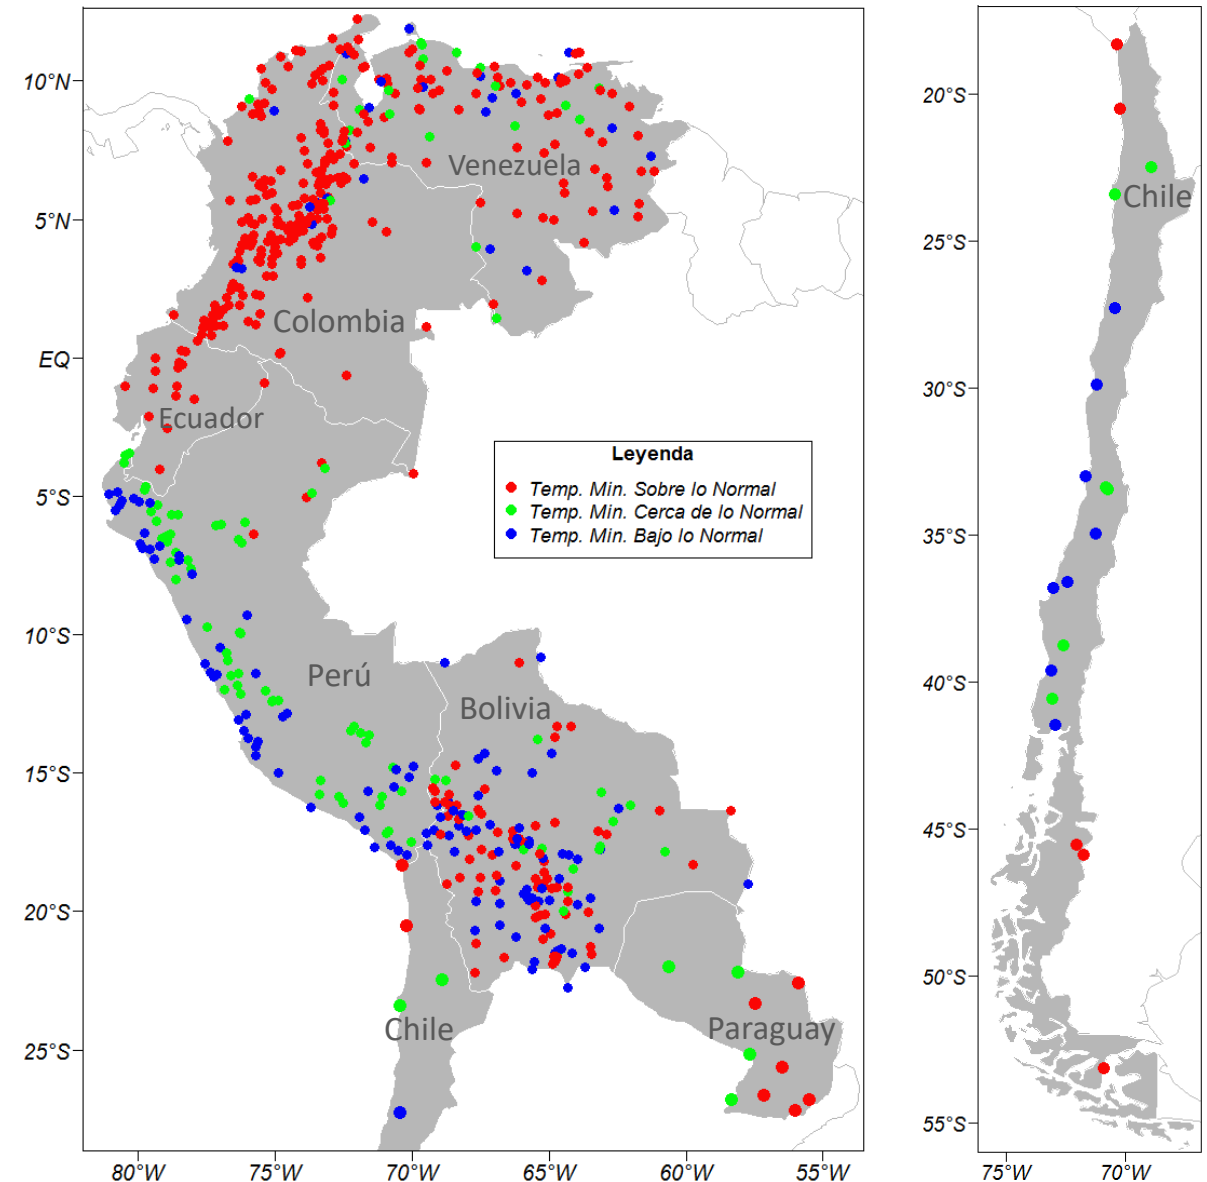 10°N
5°N
EQ
5°S
10°S
15°S
20°S
25°S
80°W
75°W
70°W
65°W
60°W
55°W
Venezuela
Colombia
Ecuador
Perú
Bolivia
Chile
Paraguay
Leyenda
Temp. Min. Sobre lo Normal
Temp. Min. Cerca de lo Normal
Temp. Min. Bajo lo Normal
20°S
25°S
30°S
35°S
40°S
45°S
50°S
55°S
75°W
70°W
Chile